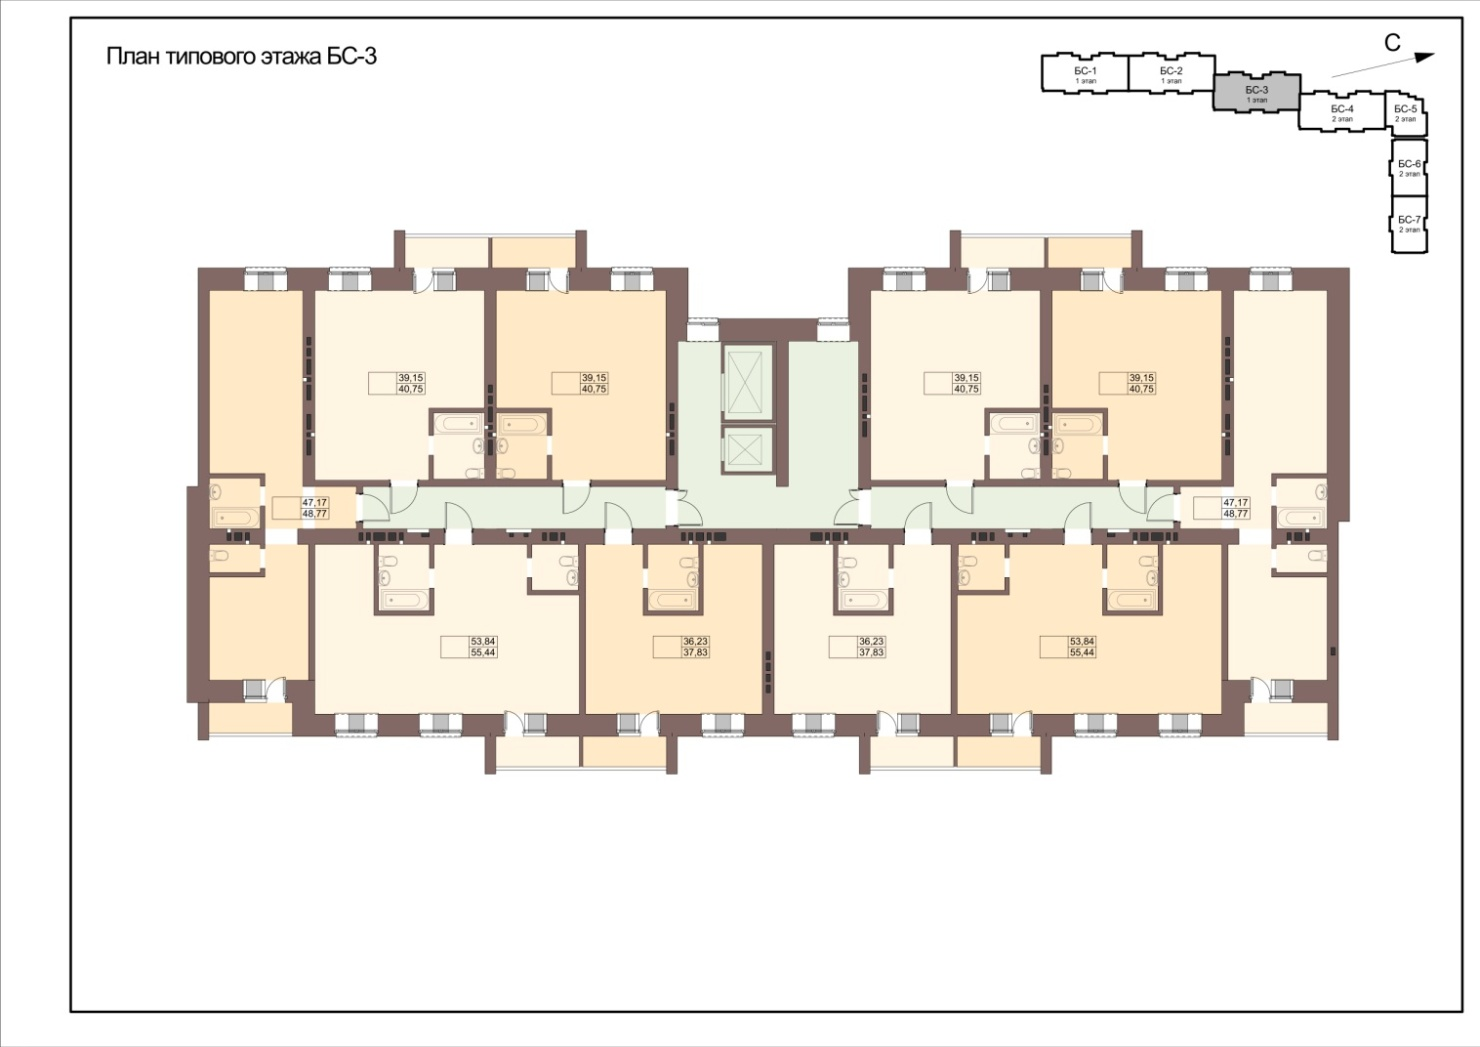 План типового этажа БС-3
С
БС-1
1 этап
БС-2
1 этап
БС-3
1 этап
БС-4
2 этап
БС-5
2 этап
БС-6
2 этап
БС-7
2 этап
39,15
40,75
39,15
40,75
39,15
40,75
39,15
40,75
47,17
48,77
47,17
48,77
53,84
55,44
36,23
37,83
36,23
37,83
53,84
55,44